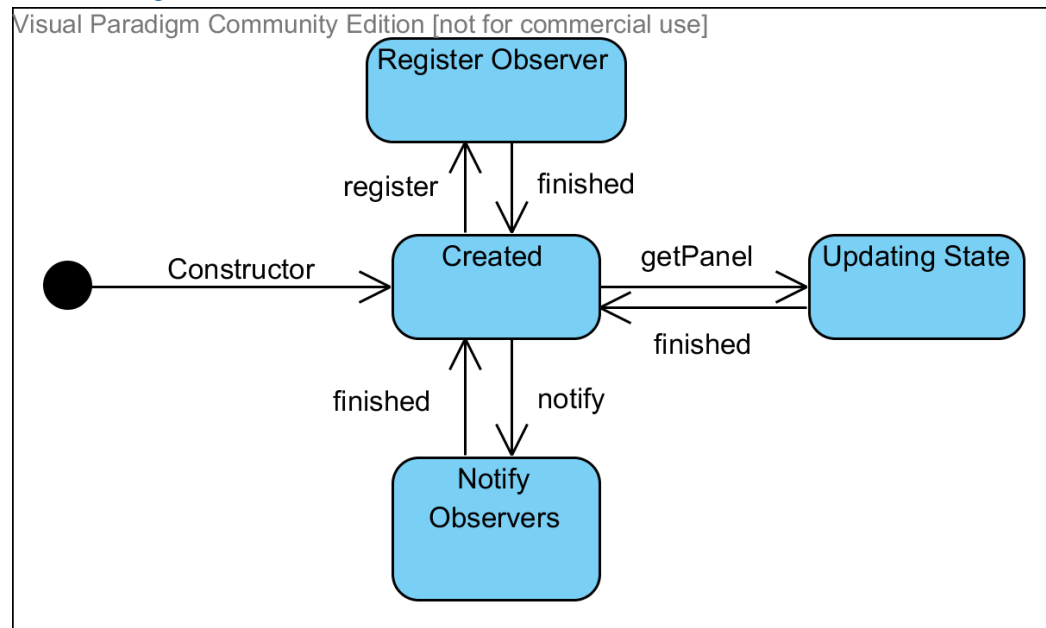 Visual Paradigm Community Edition [not for commercial use]
Register Observer
register
finished
Constructor
Created
getPanel
Updating State
finished
finished
notify
Notify
Observers